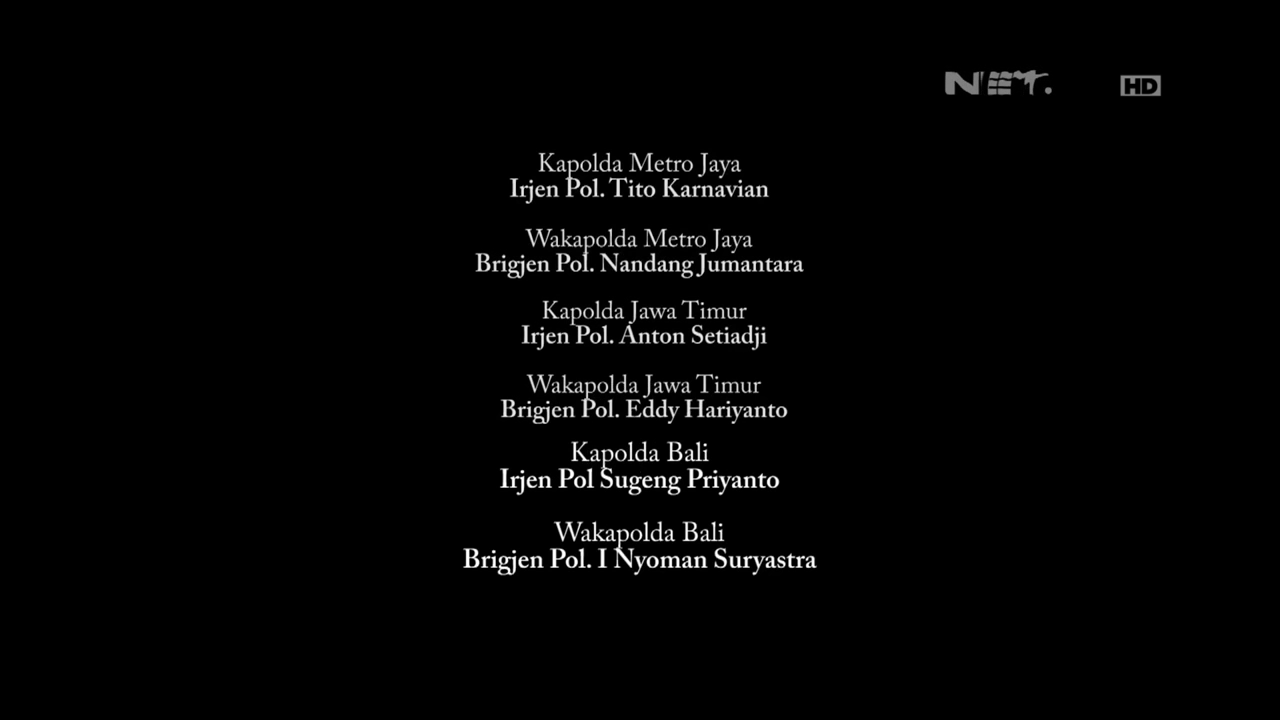 NET.
HD
Kapolda Metro Jaya
Irjen Pol. Tito Karnavian
Wakapolda Metro Jaya
Brigjen Pol. Nandang Jumantara
Kapolda Jawa Timur
Irjen Pol. Anton Setiadji
Wakapolda Jawa Timur
Brigjen Pol. Eddy Hariyanto
Kapolda Bali
Irjen Pol Sugeng Priyanto
Wakapolda Bali
Brigjen Pol. I Nyoman Suryastra